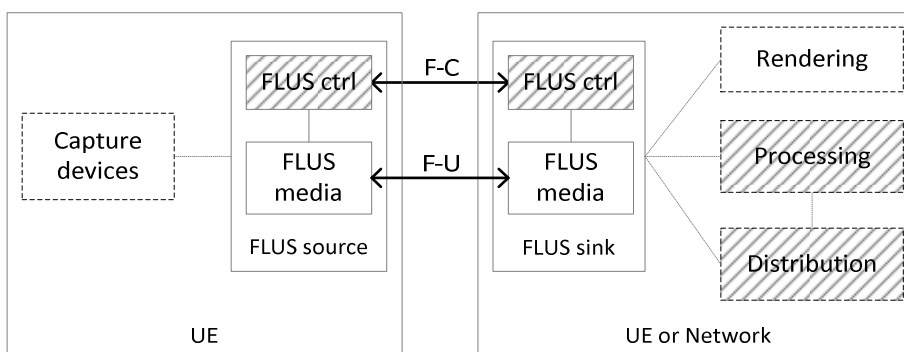 Capture
devices
FLUS ctrl
FLUS
media
FLUS source
UE
F-C
F-U
FLUS ctrl
FLUS
media
FLUS sink
Rendering
Processing
Distribution
UE or Network